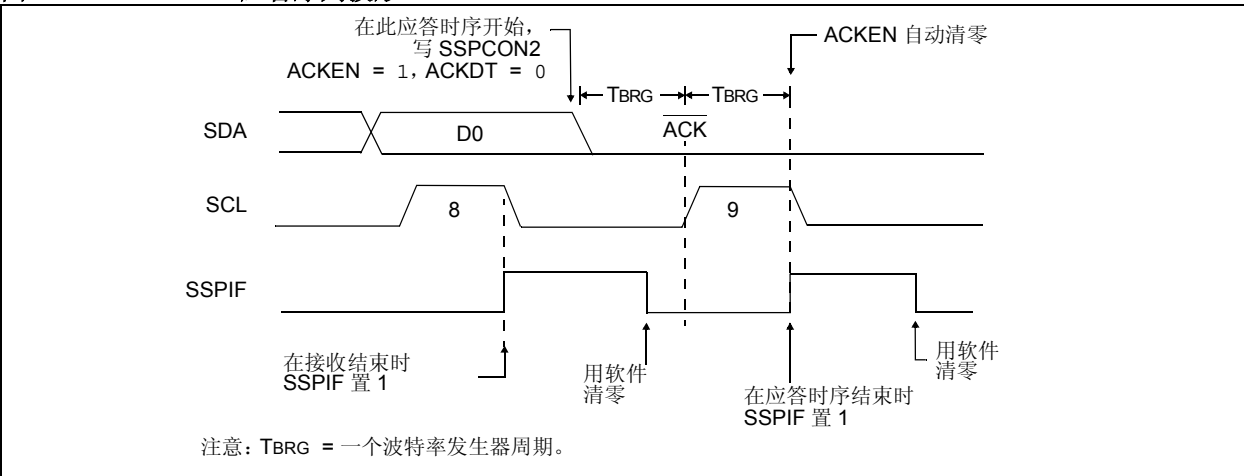 在此应答时序开始，
写 SSPCON2
ACKEN = 1，ACKDT = 0
ACKEN 自动清零
TBRG
TBRG
SDA
D0
ACK
SCL
8
9
SSPIF
在接收结束时
SSPIF 置 1
用软件
清零
在应答时序结束时
SSPIF 置 1
用软件
清零
注意：TBRG = 一个波特率发生器周期。